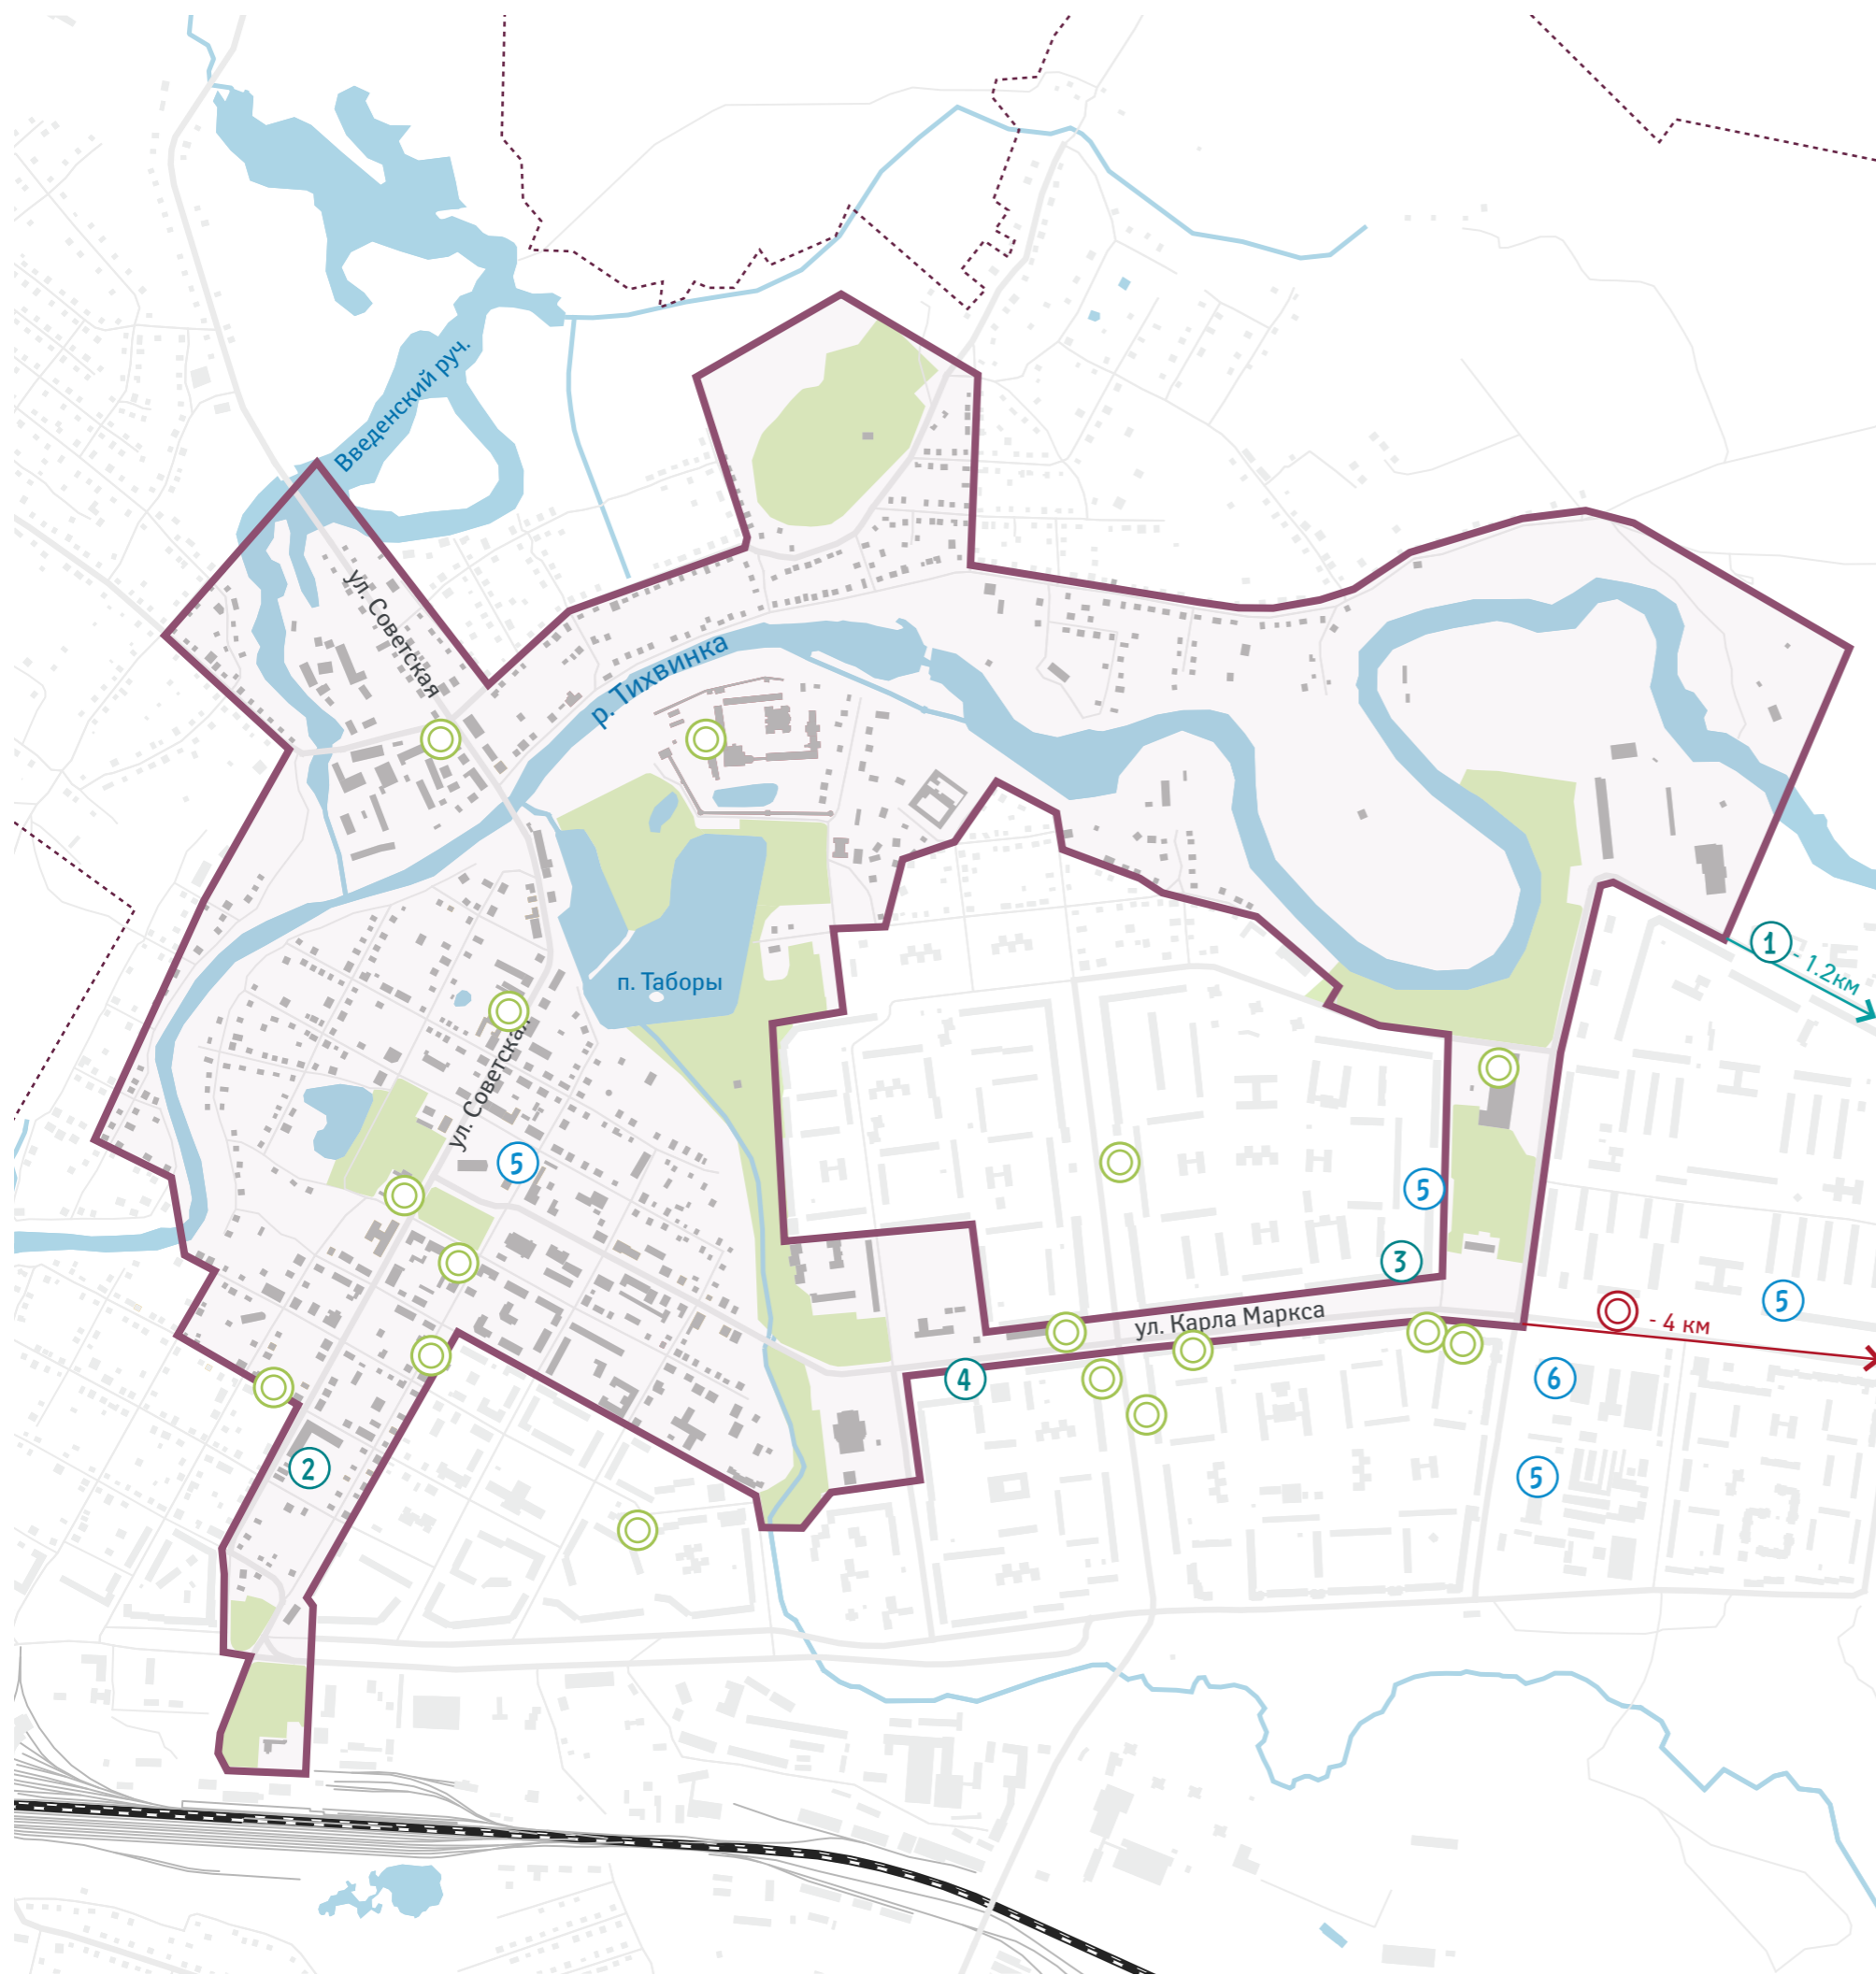 Введенский руч.
ул. Советская
р. Тихвинка
1
- 1.2км
п. Таборы
ул. Советская
5
5
3
5
- 4 км
ул. Карла Маркса
4
6
2
5